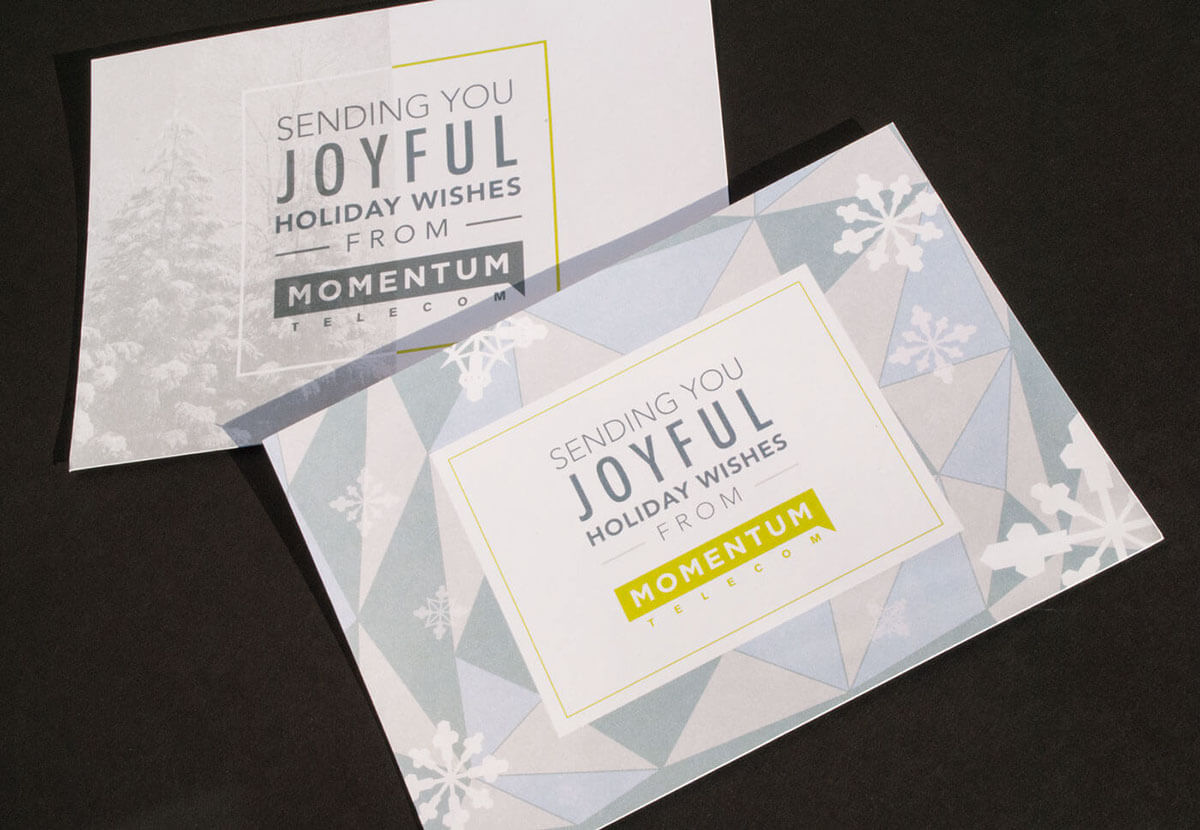 SENDING YOU
JOYFUL
HOLIDAY WISHES
FROM
MOMENTUM
TELECOM
SENDING YOU
JOYFUL
HOLIDAY WISHES
FROM
MOMENTUM
TELECOM